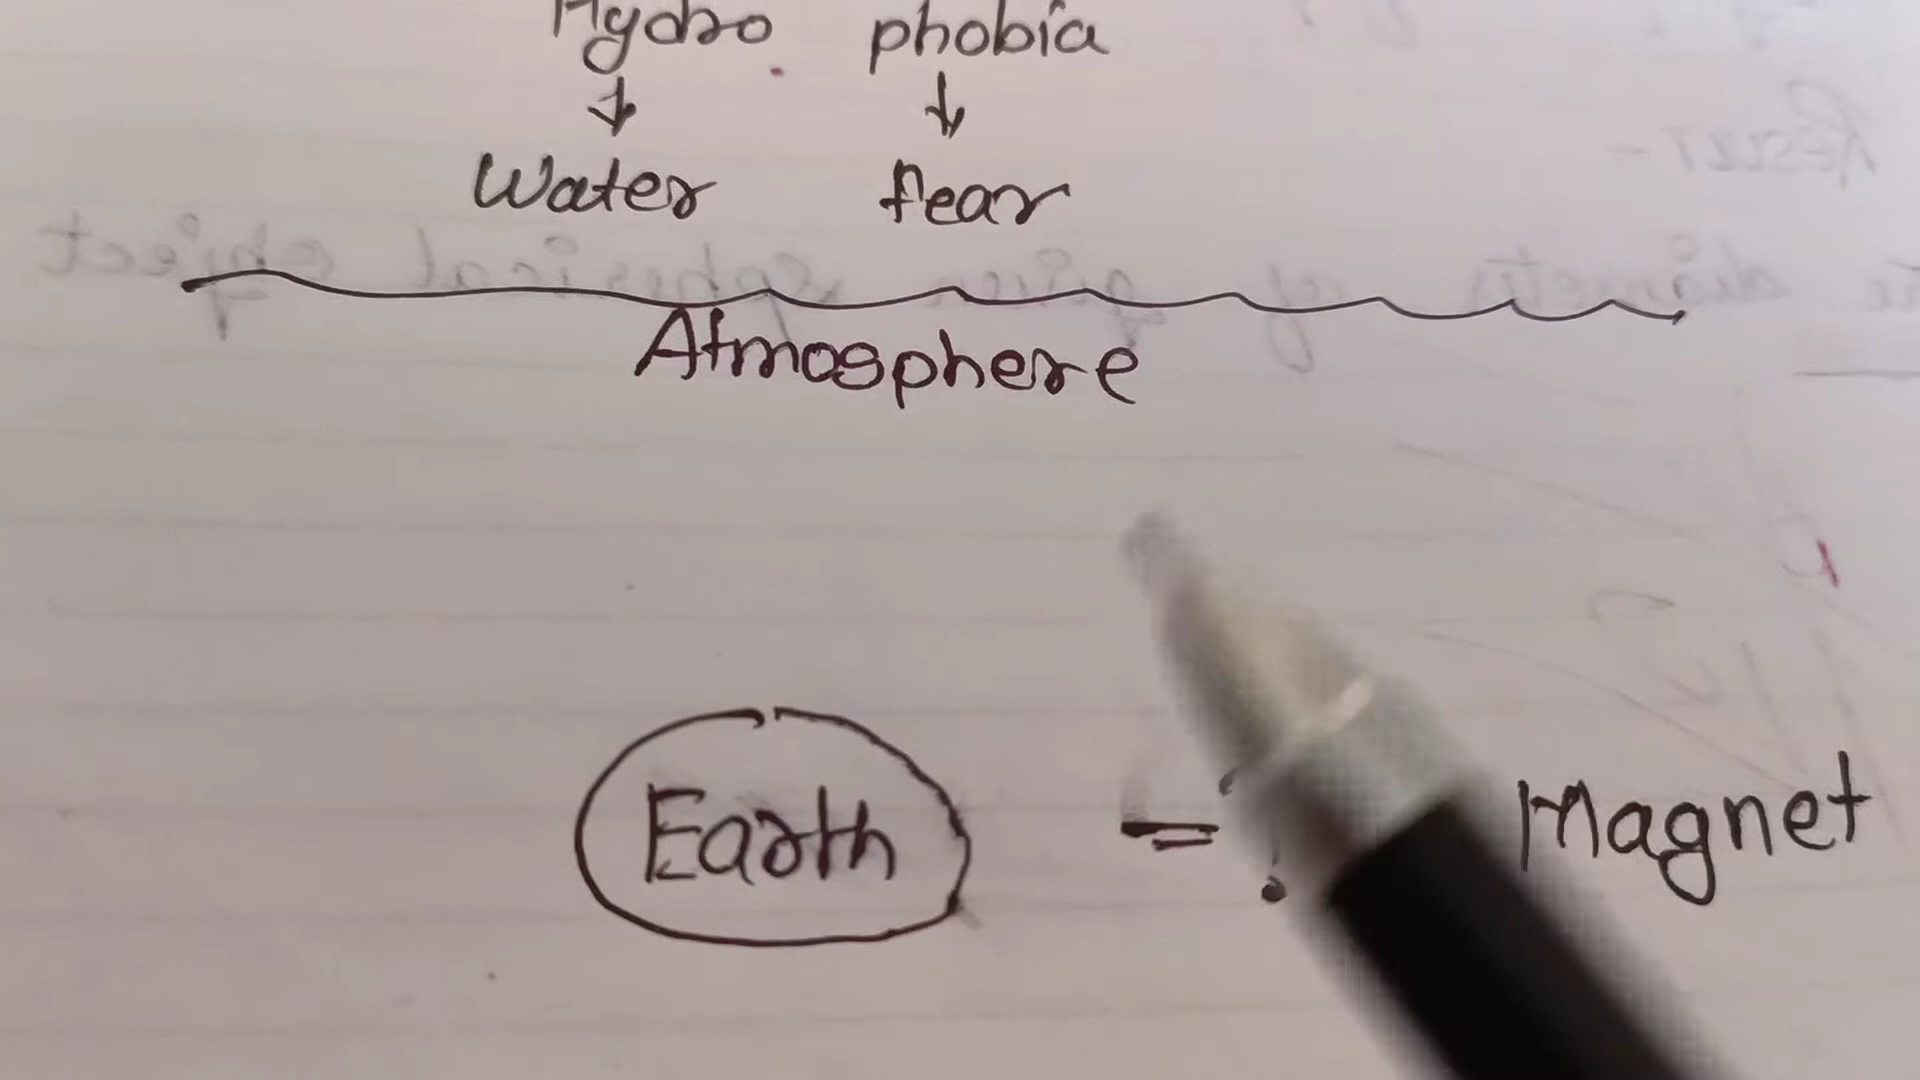 Hydro phobia
↓ ↓
Water fear
Atmosphere
Earth = Magnet